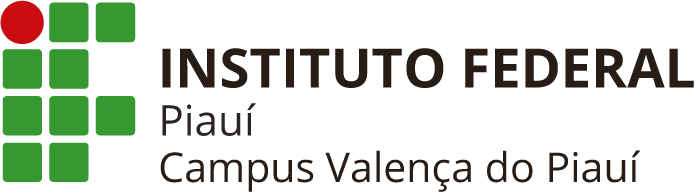 INSTITUTO FEDERAL
Piauí
Campus Valença do Piauí